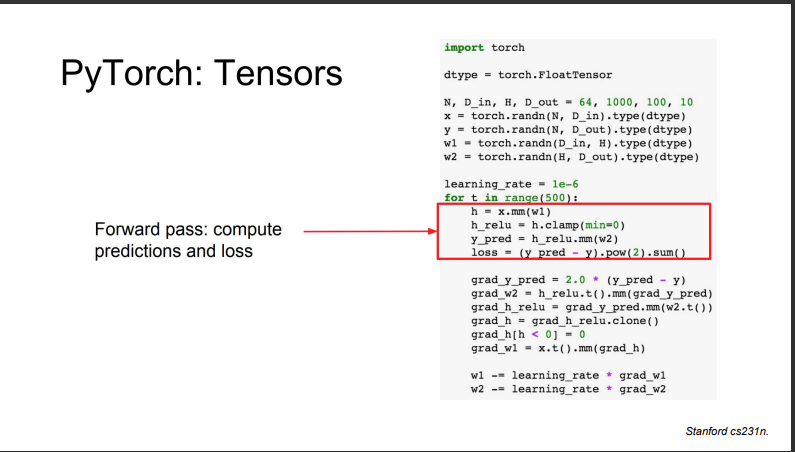 PyTorch: Tensors
import torch
dtype = torch.FloatTensor
N, D_in, H, D_out = 64, 1000, 100, 10
x = torch.randn(N, D_in).type(dtype)
y = torch.randn(N, D_out).type(dtype)
w1 = torch.randn(D_in, H).type(dtype)
w2 = torch.randn(H, D_out).type(dtype)
learning_rate = 1e-6
for t in range(500):
    h = x.mm(w1)
    h_relu = h.clamp(min=0)
    y_pred = h_relu.mm(w2)
    loss = (y_pred - y).pow(2).sum()
    grad_y_pred = 2.0 * (y_pred - y)
    grad_w2 = h_relu.t().mm(grad_y_pred)
    grad_h_relu = grad_y_pred.mm(w2.t())
    grad_h = grad_h_relu.clone()
    grad_h[h < 0] = 0
    grad_w1 = x.t().mm(grad_h)
    w1 -= learning_rate * grad_w1
    w2 -= learning_rate * grad_w2
Forward pass: compute
predictions and loss
Stanford cs231n.